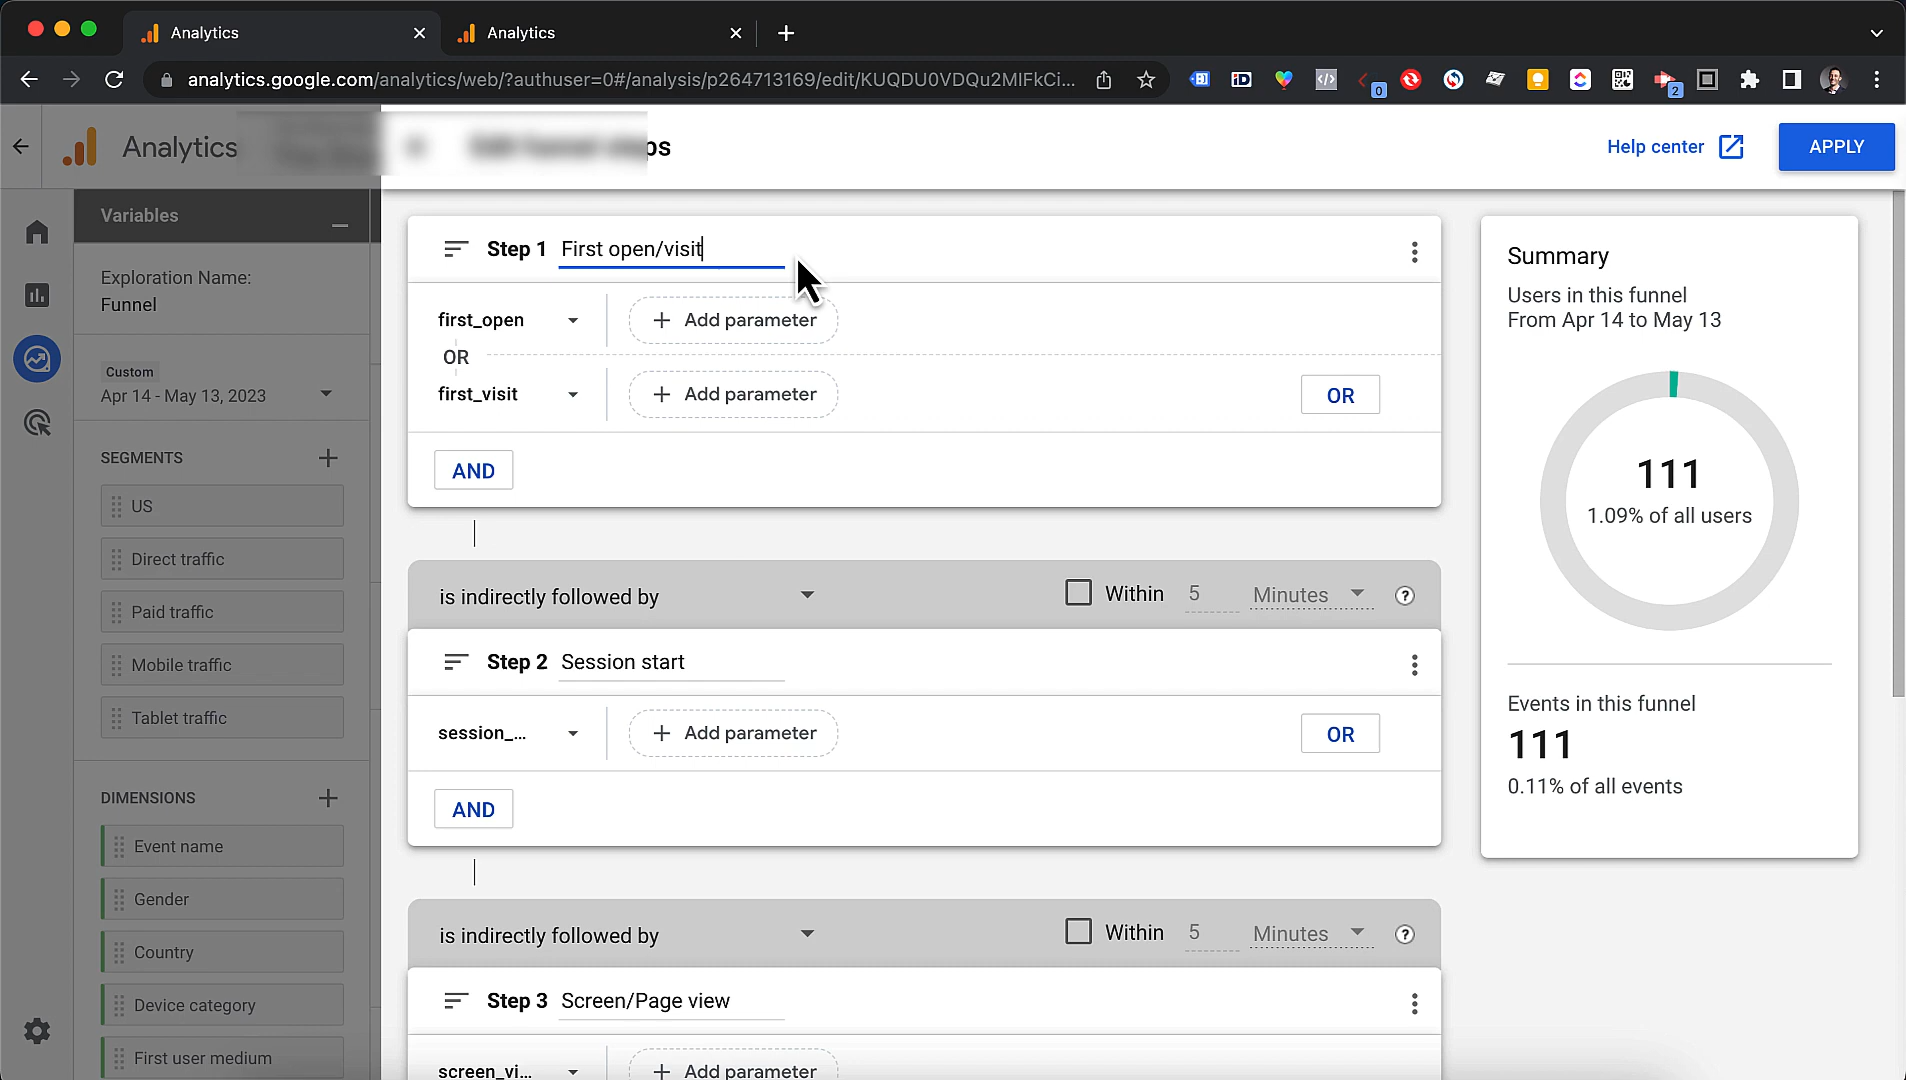 Analytics
Analytics
analytics.google.com/analytics/web/?authuser=0#/analysis/p264713169/edit/KUQDU0VDQu2MIFkCi...
0
2
Analytics
ps
Help center
APPLY
Variables
Exploration Name:
Funnel
Custom
Apr 14 - May 13, 2023
SEGMENTS
US
Direct traffic
Paid traffic
Mobile traffic
Tablet traffic
DIMENSIONS
Event name
Gender
Country
Device category
First user medium
Step 1 First open/visit
first_open
Add parameter
OR
first_visit
Add parameter
OR
AND
is indirectly followed by
Within 5 Minutes ?
Step 2 Session start
session_...
Add parameter
OR
AND
is indirectly followed by
Within 5 Minutes ?
Step 3 Screen/Page view
screen_vi...
Add parameter
Summary
Users in this funnel
From Apr 14 to May 13
111
1.09% of all users
Events in this funnel
111
0.11% of all events